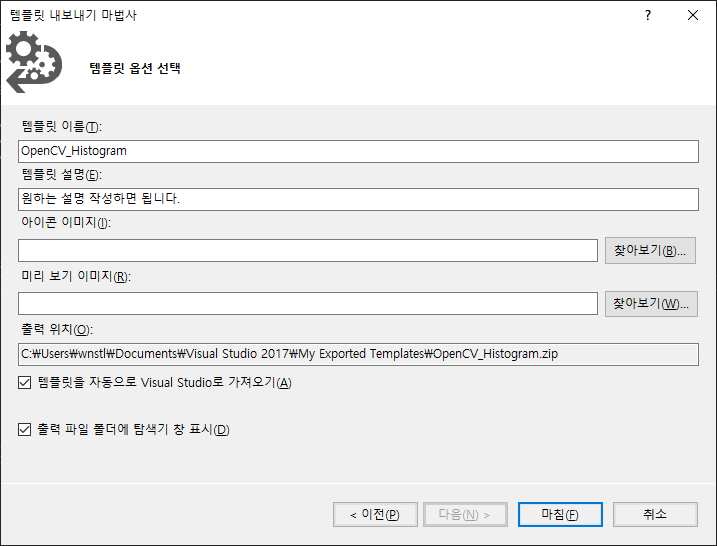 템플릿 내보내기 마법사
?
템플릿 옵션 선택
템플릿 이름(T):
OpenCV_Histogram
템플릿 설명(E):
원하는 설명 작성하면 됩니다.
아이콘 이미지(I):
찾아보기(B)...
미리 보기 이미지(R):
찾아보기(W)...
출력 위치(O):
C:₩Users₩wnstl₩Documents₩Visual Studio 2017₩My Exported Templates₩OpenCV_Histogram.zip
템플릿을 자동으로 Visual Studio로 가져오기(A)
출력 파일 폴더에 탐색기 창 표시(D)
< 이전(P) 다음(N) > 마침(F) 취소